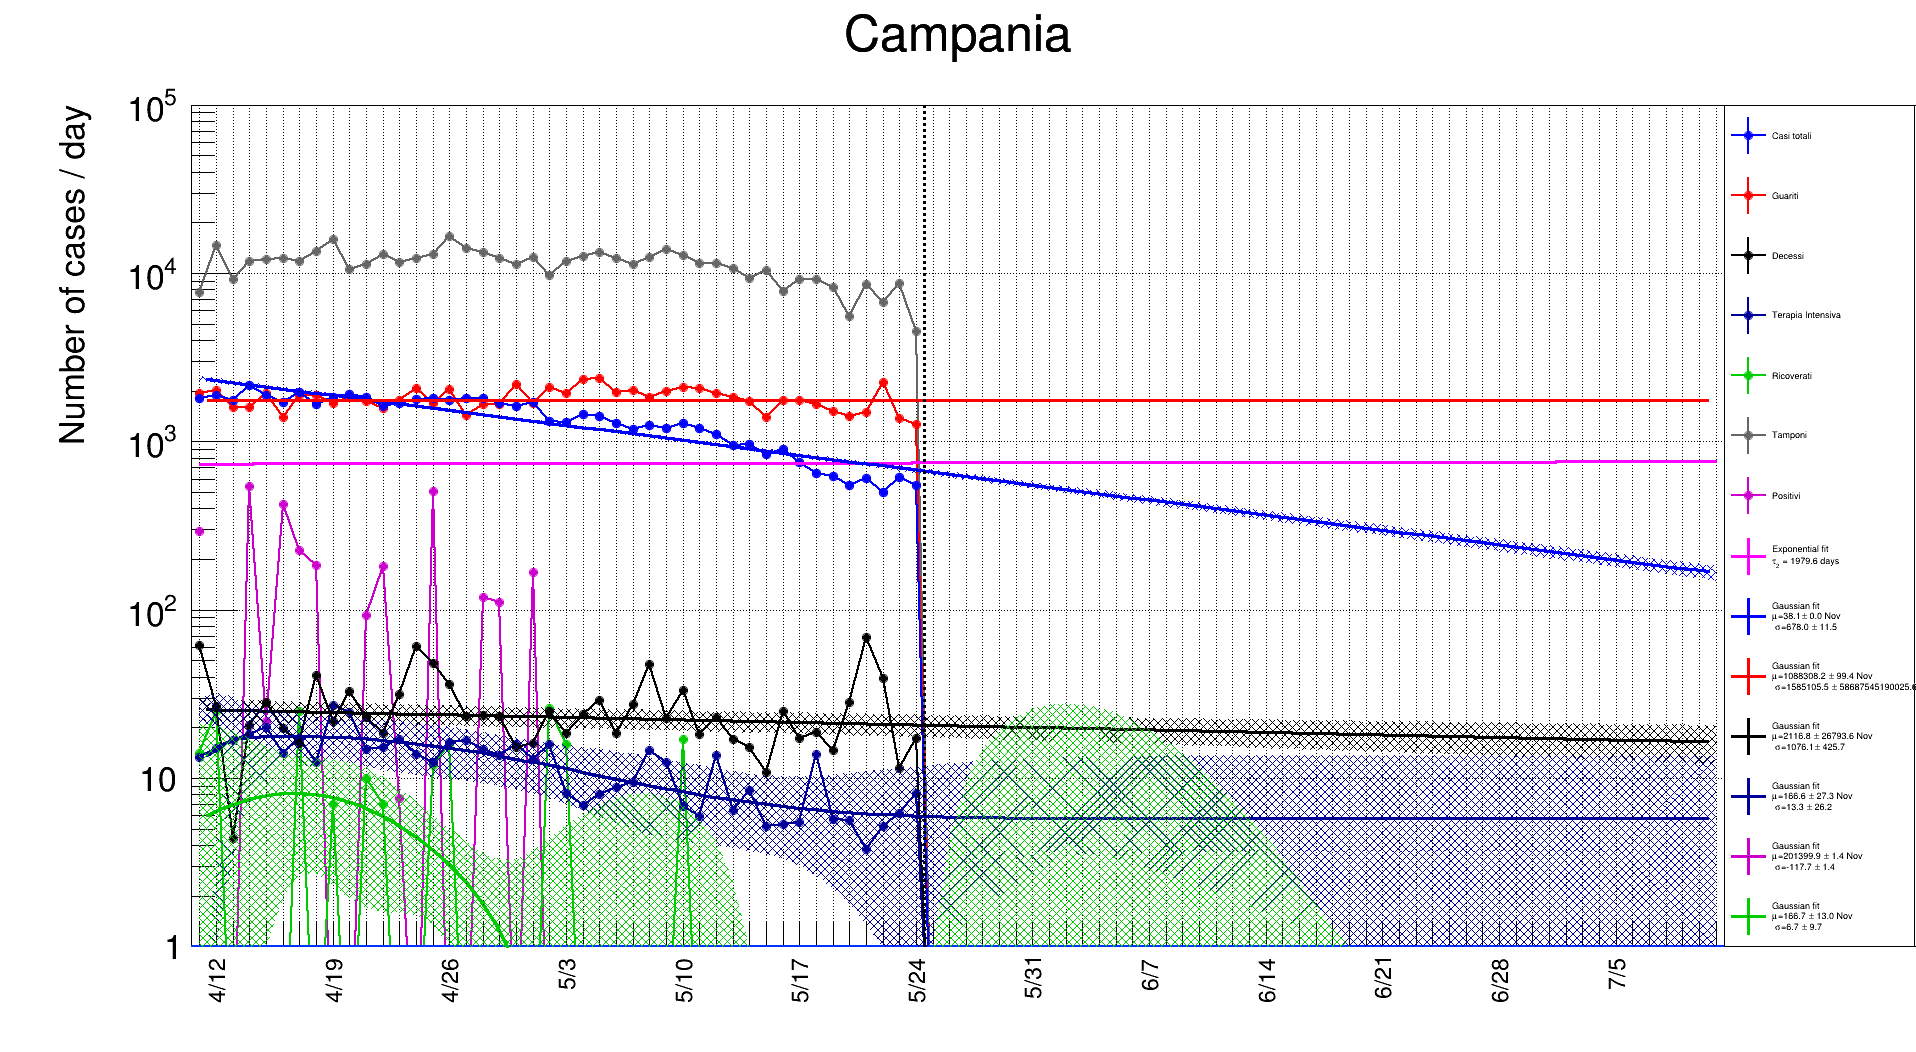 Campania
Number of cases / day
10^5
10^4
10^3
10^2
10
1
4/12
4/19
4/26
5/3
5/10
5/17
5/24
5/31
6/7
6/14
6/21
6/28
7/5
Casi totali
Guariti
Decessi
Terapia Intensiva
Ricoverati
Tamponi
Positivi
Exponential fit
τ₂ = 1979.6 days
Gaussian fit
μ=38.1± 0.0 Nov
σ=678.0 ± 11.5
Gaussian fit
μ=1088308.2 ± 99.4 Nov
σ=1585105.5 ± 58687545190025.6
Gaussian fit
μ=2116.8 ± 26793.6 Nov
σ=1076.1± 425.7
Gaussian fit
μ=166.6 ± 27.3 Nov
σ=13.3 ± 26.2
Gaussian fit
μ=201399.9 ± 1.4 Nov
σ=-117.7 ± 1.4
Gaussian fit
μ=166.7 ± 13.0 Nov
σ=6.7 ± 9.7